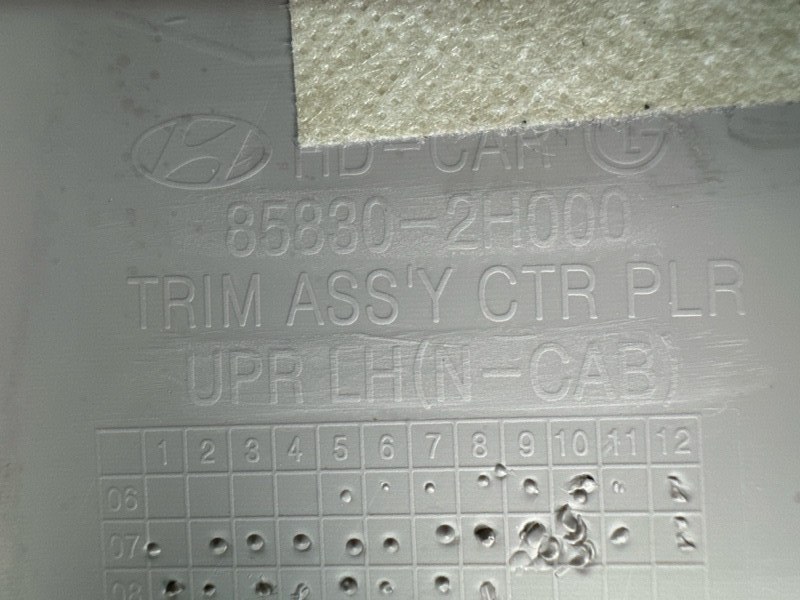 HD-CAR G
85830-2H000
TRIM ASS'Y CTR PLR
UPR LH(N-CAB)
1 2 3 4 5 6 7 8 9 10 11 12
06
07
08